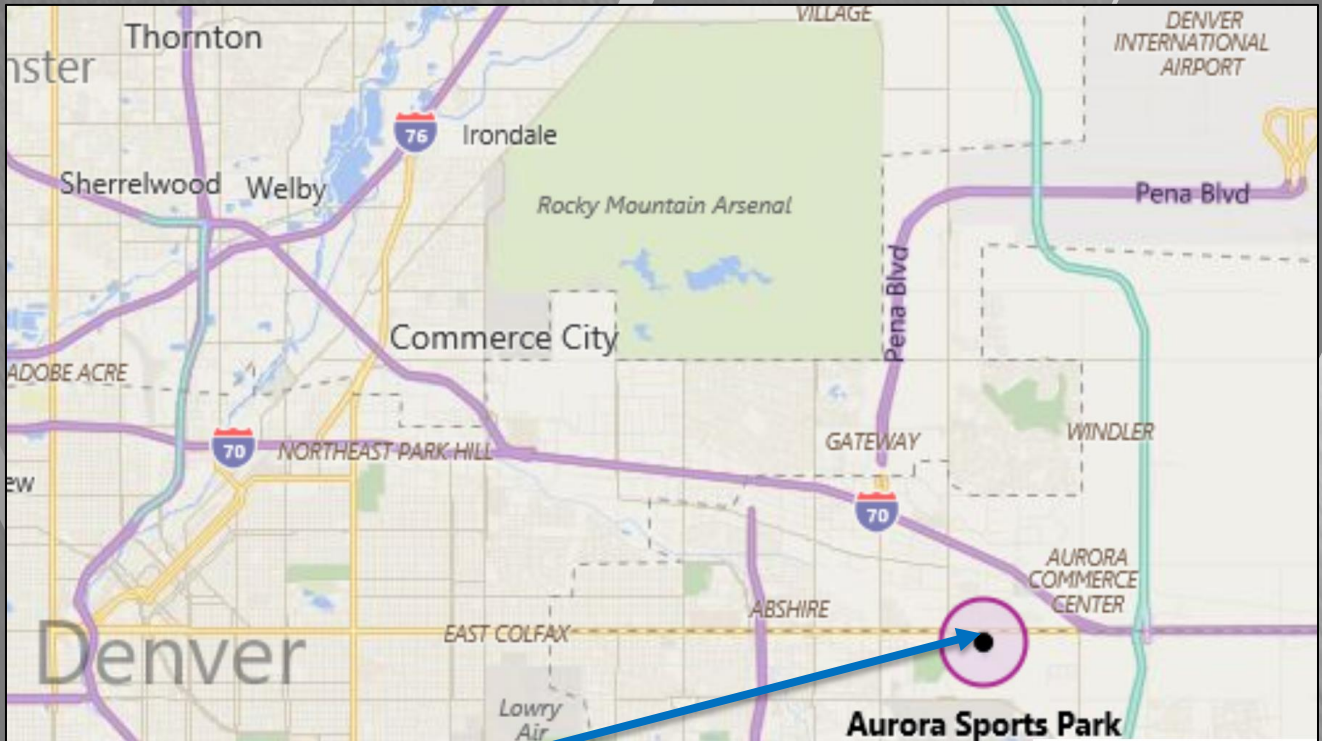 VILLAGE
DENVER
INTERNATIONAL
AIRPORT
Thornton
nster
76
Irondale
Sherrelwood
Welby
Rocky Mountain Arsenal
Pena Blvd
Pena Blvd
Commerce City
ADOBE ACRE
70
NORTHEAST PARK HILL
GATEWAY
WINDLER
ew
70
AURORA
COMMERCE
CENTER
ABSHIRE
EAST COLFAX
Denver
Lowry
Air
Aurora Sports Park